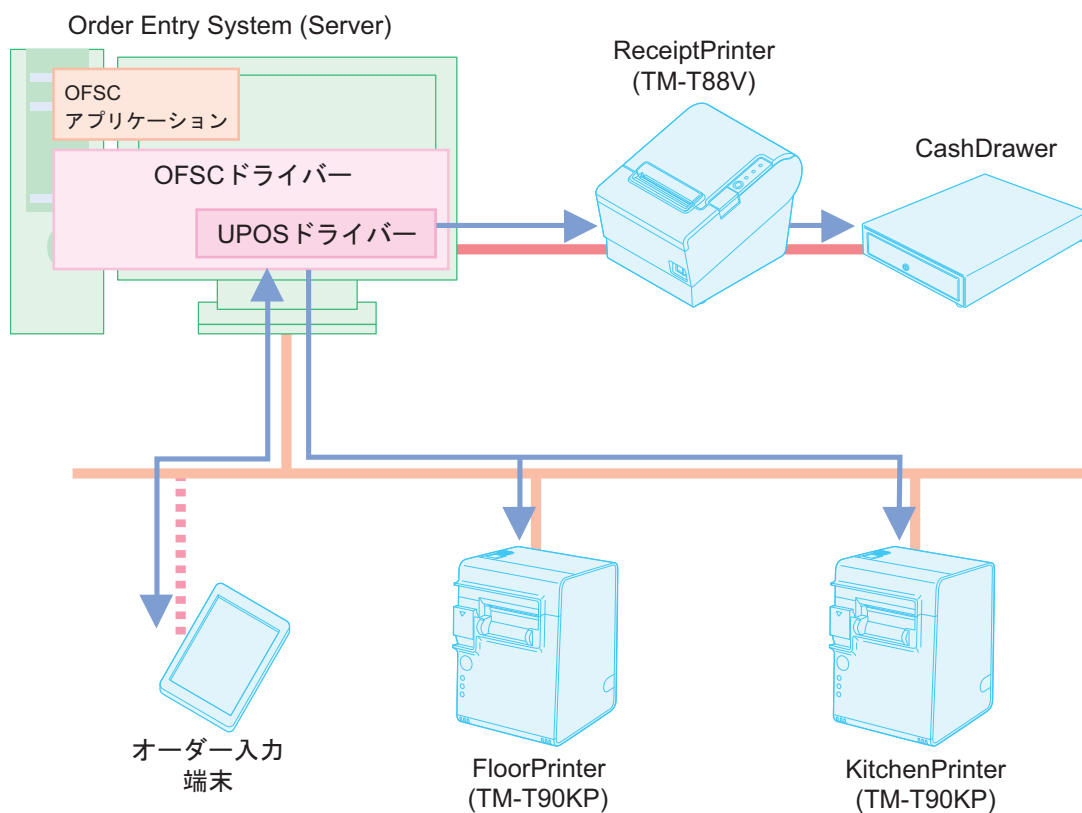 Order Entry System (Server)
OFSC
アプリケーション
OFSCドライバー
UPOSドライバー
ReceiptPrinter
(TM-T88V)
CashDrawer
オーダー入力
端末
FloorPrinter
(TM-T90KP)
KitchenPrinter
(TM-T90KP)